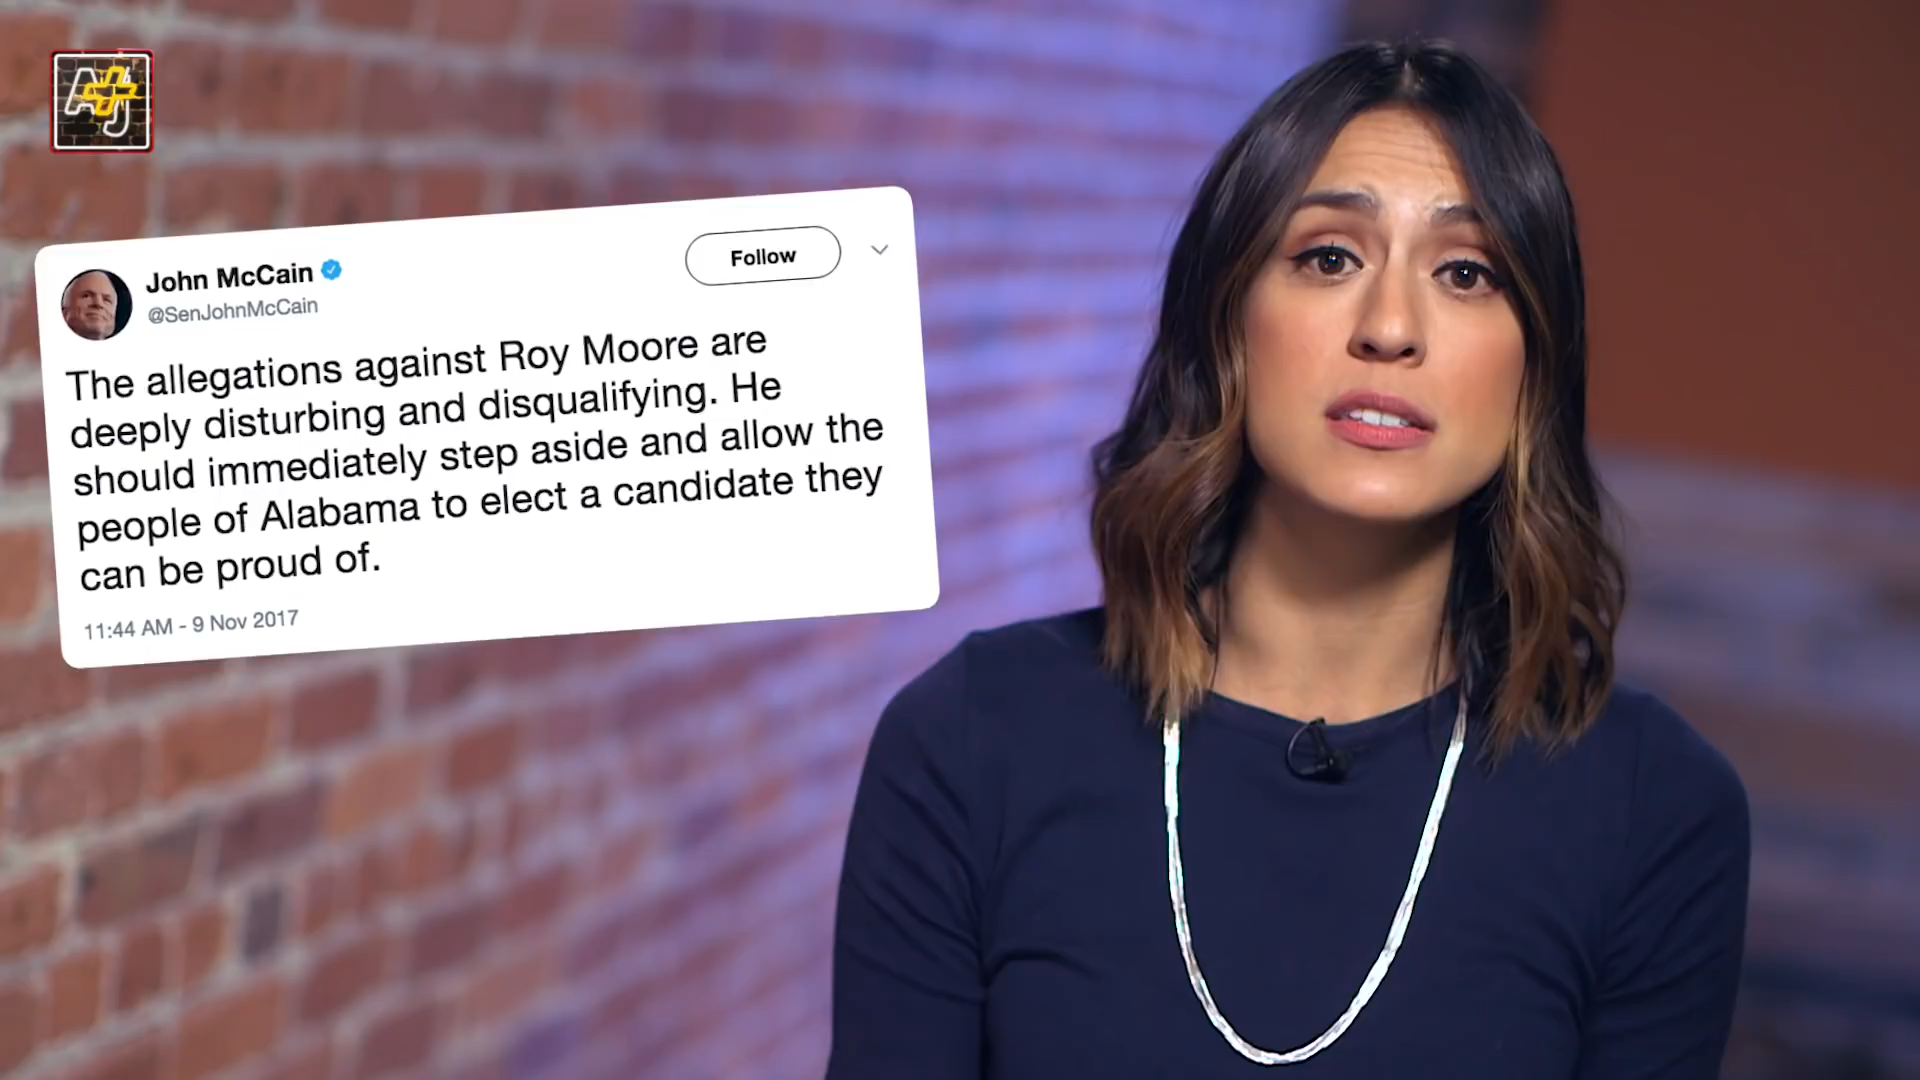 AJ+
John McCain
@SenJohnMcCain
Follow
The allegations against Roy Moore are
deeply disturbing and disqualifying. He
should immediately step aside and allow the
people of Alabama to elect a candidate they
can be proud of.
11:44 AM - 9 Nov 2017